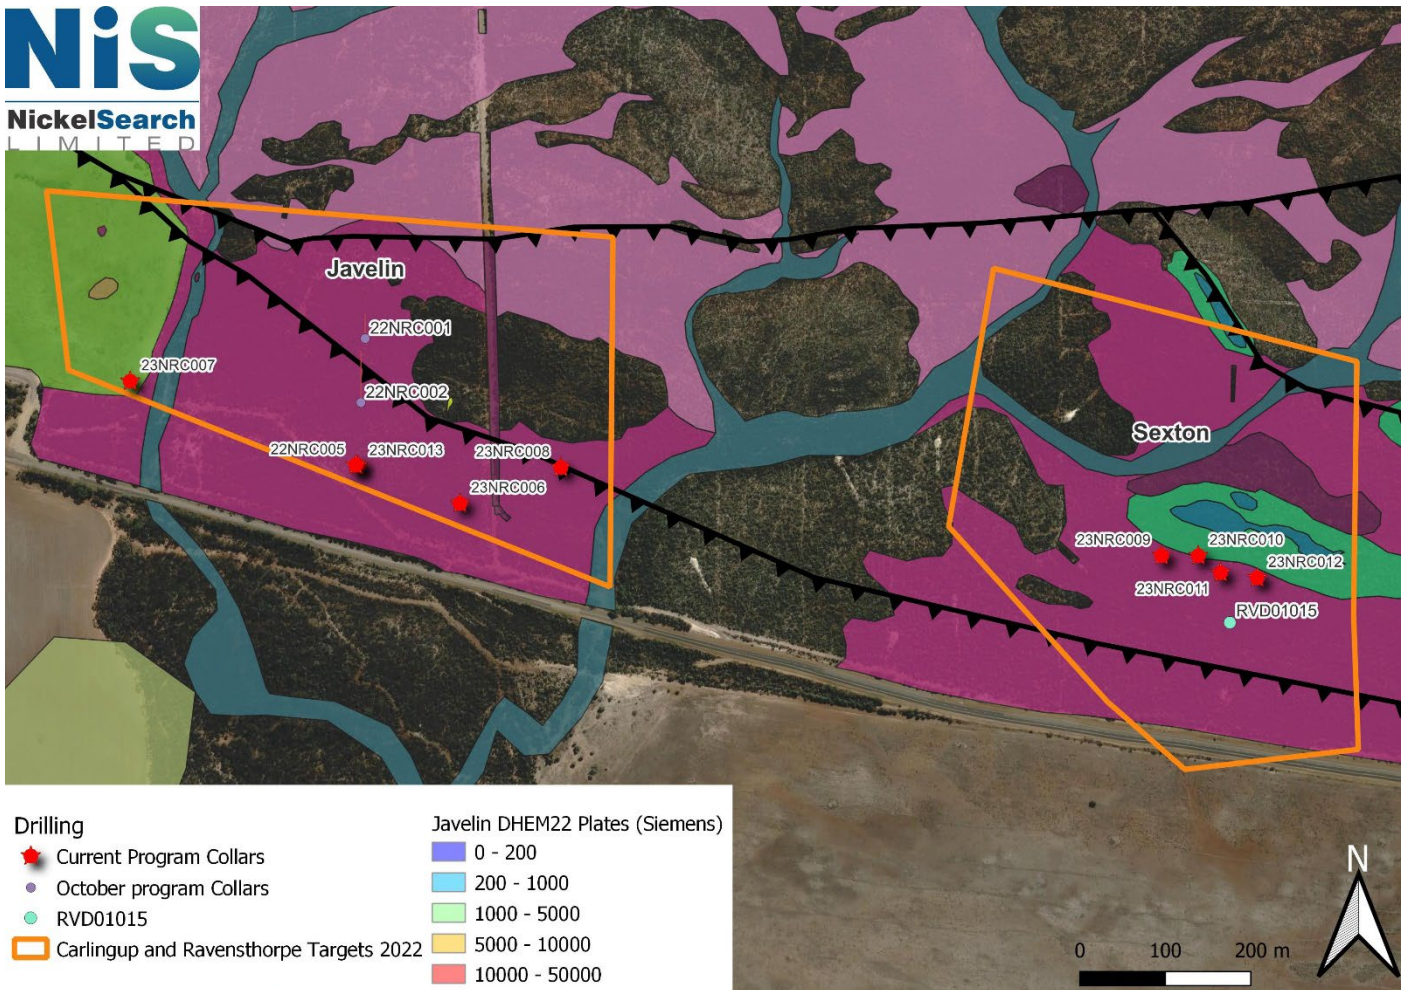 NiS
NickelSearch
LIMITED
Javelin
22NRC001
23NRC007
22NRC002
22NRC005
23NRC013
23NRC008
23NRC006
Sexton
23NRC009
23NRC010
23NRC012
23NRC011
RVD01015
Drilling
Current Program Collars
October program Collars
RVD01015
Carlingup and Ravensthorpe Targets 2022
Javelin DHEM22 Plates (Siemens)
0 - 200
200 - 1000
1000 - 5000
5000 - 10000
10000 - 50000
N
0 100 200 m